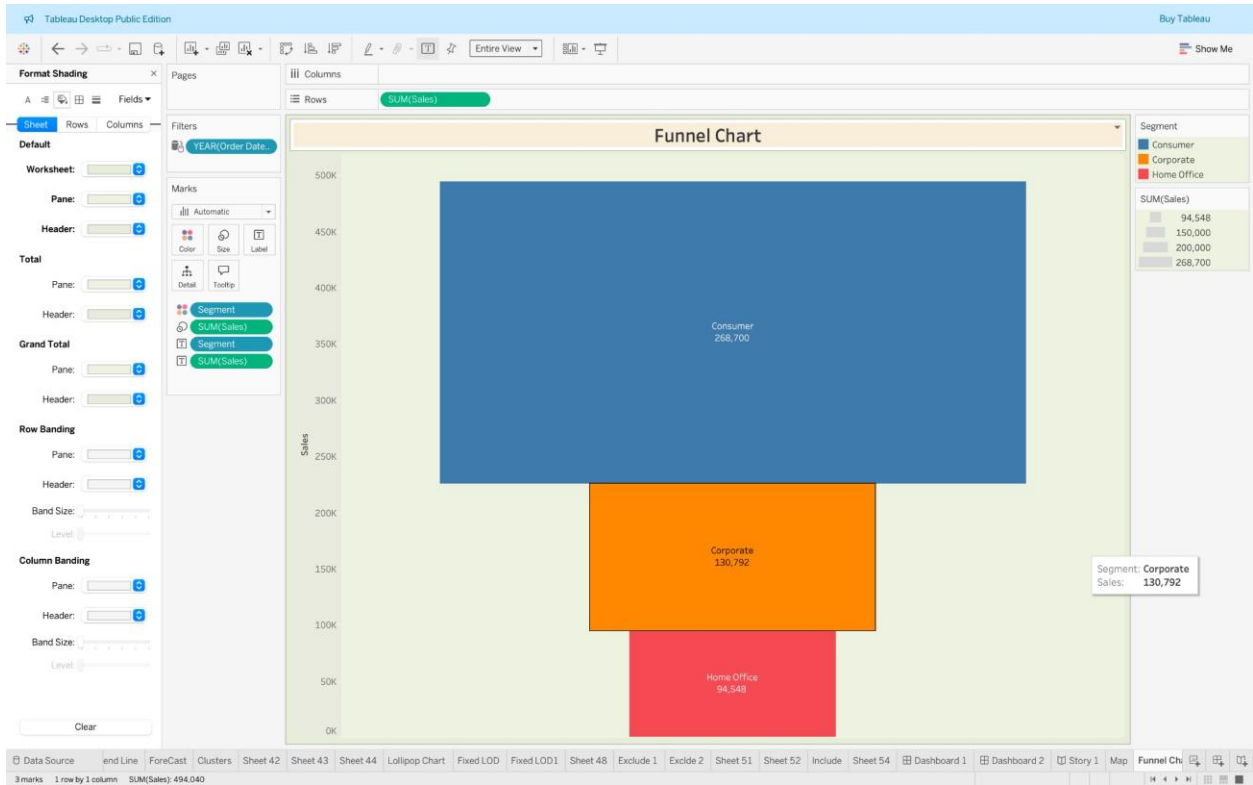 Tableau Desktop Public Edition
Buy Tableau
Entire View
Show Me
Format Shading
Fields
Sheet Rows Columns
Default
Worksheet:
Pane:
Header:
Total
Pane:
Header:
Grand Total
Pane:
Header:
Row Banding
Pane:
Header:
Band Size:
Level:
Column Banding
Pane:
Header:
Band Size:
Level:
Clear
Pages
Filters
YEAR(Order Date..
Marks
Automatic
Color Size Label
Detail Tooltip
Segment
SUM(Sales)
Segment
SUM(Sales)
Columns
Rows SUM(Sales)
Funnel Chart
500K
450K
400K
350K
300K
250K
200K
150K
100K
50K
0K
Sales
Consumer
268,700
Corporate
130,792
Home Office
94,548
Segment
Consumer
Corporate
Home Office
SUM(Sales)
94,548
150,000
200,000
268,700
Segment: Corporate
Sales: 130,792
Data Source end Line ForeCast Clusters Sheet 42 Sheet 43 Sheet 44 Lollipop Chart Fixed LOD Fixed LOD1 Sheet 48 Exclude 1 Exclde 2 Sheet 51 Sheet 52 Include Sheet 54 Dashboard 1 Dashboard 2 Story 1 Map Funnel Ch
3 marks 1 row by 1 column SUM(Sales): 494,040